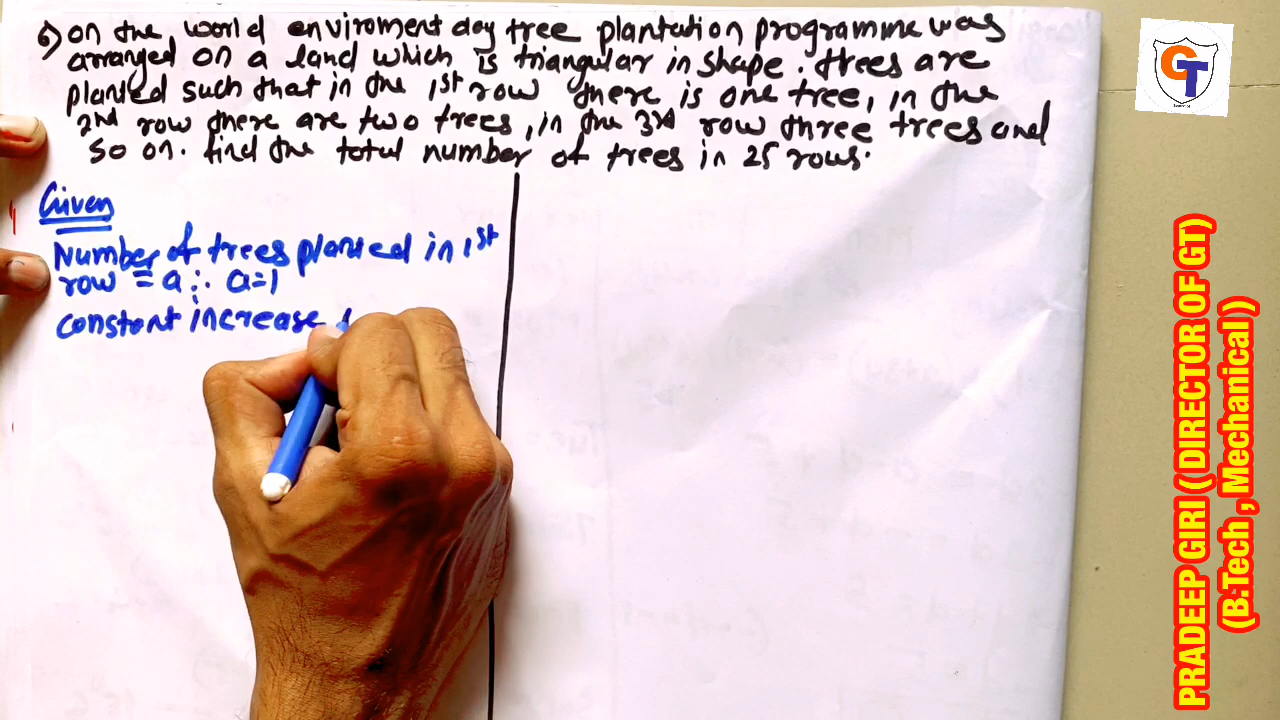 6) on the world enviroment day tree plantation programme was
arranged on a land which is triangular in shape. trees are
planted such that in the 1st row there is one tree, in the
2nd row there are two trees, in the 3rd row three trees and
so on. find the total number of trees in 25 rows.
Given
Number of trees planted in 1st
row = a ∴ a=1
constant increase
GT
PRADEEP GIRI ( DIRECTOR OF GT)
(B.Tech , Mechanical )